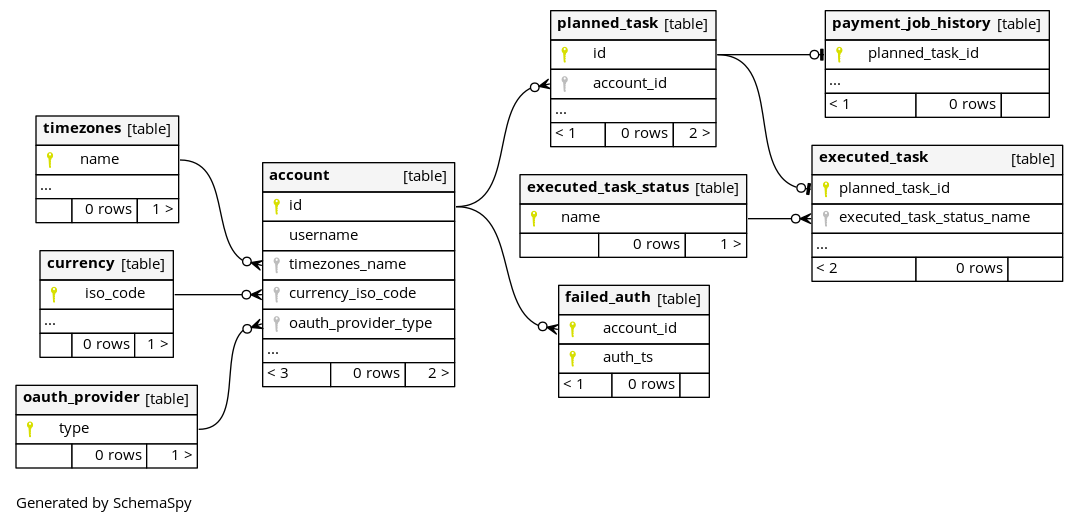 timezones [table]
name
...
0 rows 1 >
currency [table]
iso_code
...
0 rows 1 >
oauth_provider [table]
type
0 rows 1 >
account [table]
id
username
timezones_name
currency_iso_code
oauth_provider_type
...
< 3 0 rows 2 >
planned_task [table]
id
account_id
...
< 1 0 rows 2 >
executed_task_status [table]
name
0 rows 1 >
failed_auth [table]
account_id
auth_ts
< 1 0 rows
payment_job_history [table]
planned_task_id
...
< 1 0 rows
executed_task [table]
planned_task_id
executed_task_status_name
...
< 2 0 rows
Generated by SchemaSpy